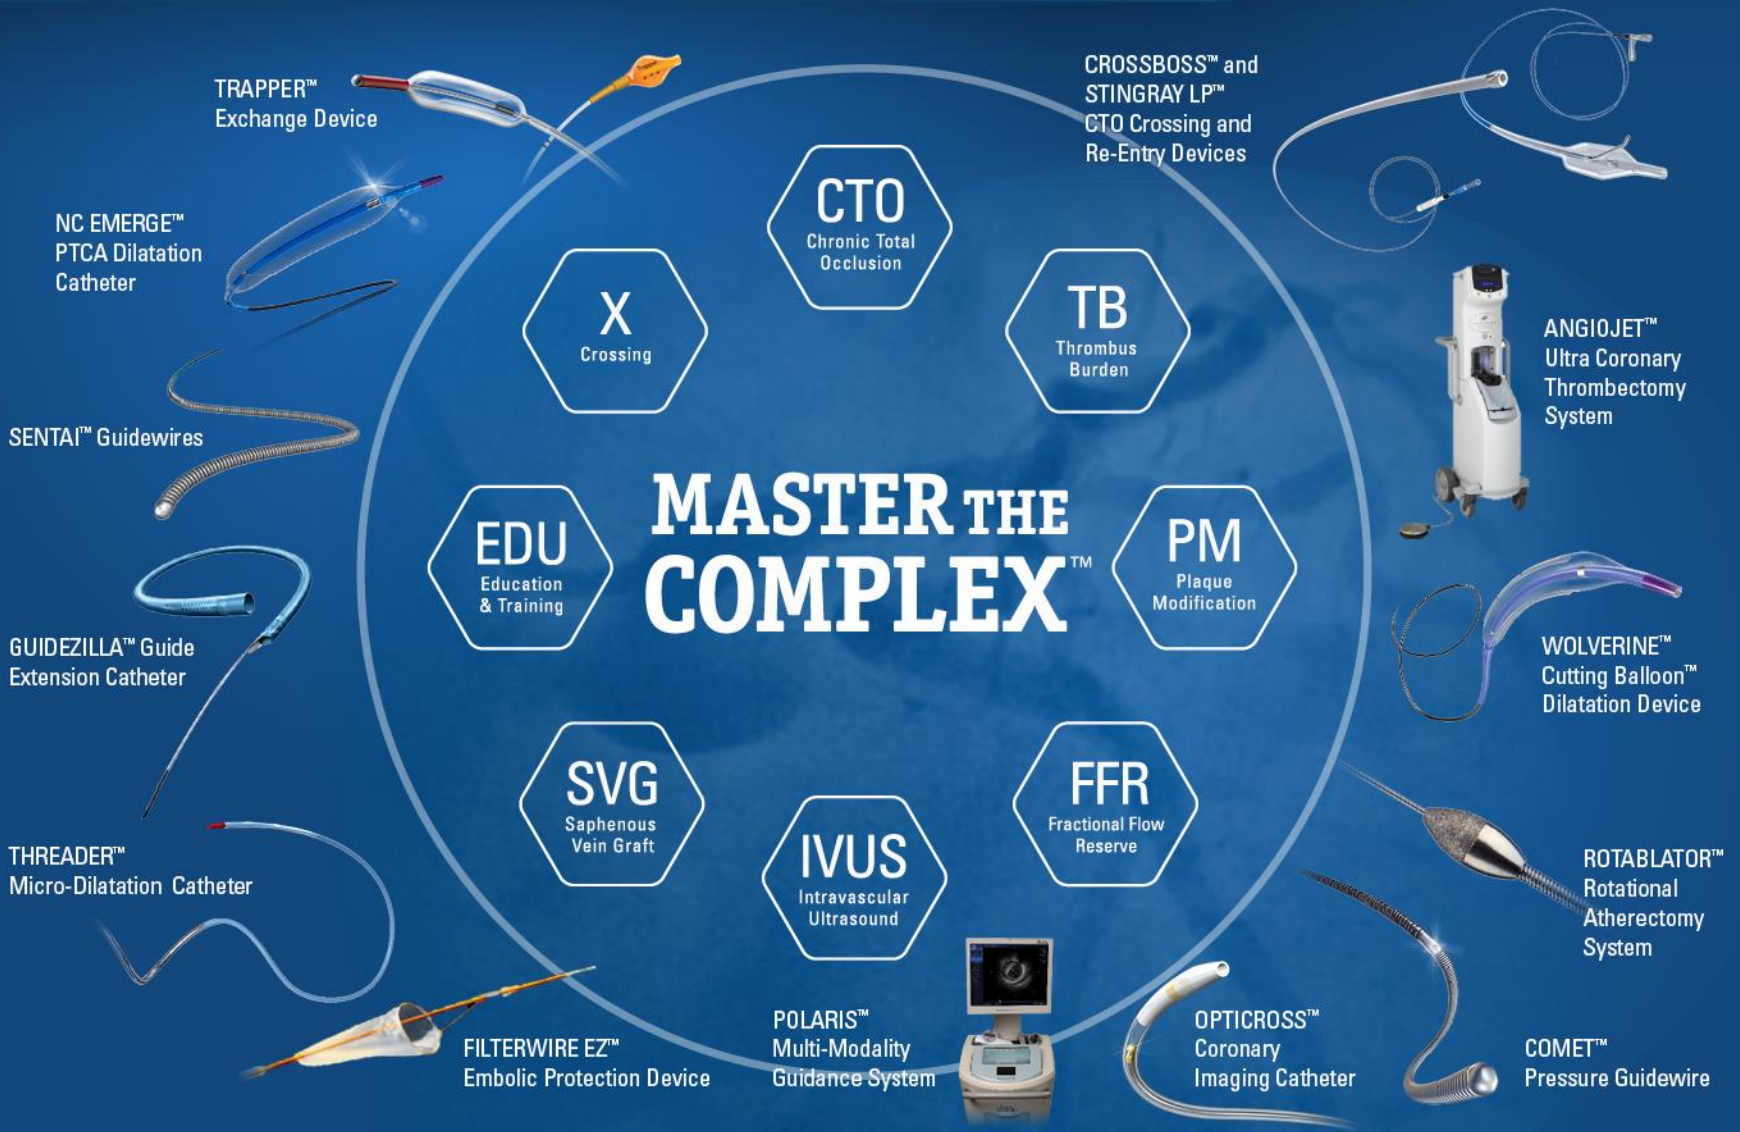 TRAPPER™
Exchange Device
CROSSBOSS™ and
STINGRAY LP™
CTO Crossing and
Re-Entry Devices
NC EMERGE™
PTCA Dilatation
Catheter
CTO
Chronic Total
Occlusion
X
Crossing
TB
Thrombus
Burden
ANGIOJET™
Ultra Coronary
Thrombectomy
System
SENTAI™ Guidewires
MASTER THE
COMPLEX™
EDU
Education
& Training
PM
Plaque
Modification
GUIDEZILLA™ Guide
Extension Catheter
WOLVERINE™
Cutting Balloon™
Dilatation Device
SVG
Saphenous
Vein Graft
IVUS
Intravascular
Ultrasound
FFR
Fractional Flow
Reserve
THREADER™
Micro-Dilatation Catheter
ROTABLATOR™
Rotational
Atherectomy
System
FILTERWIRE EZ™
Embolic Protection Device
POLARIS™
Multi-Modality
Guidance System
OPTICROSS™
Coronary
Imaging Catheter
COMET™
Pressure Guidewire